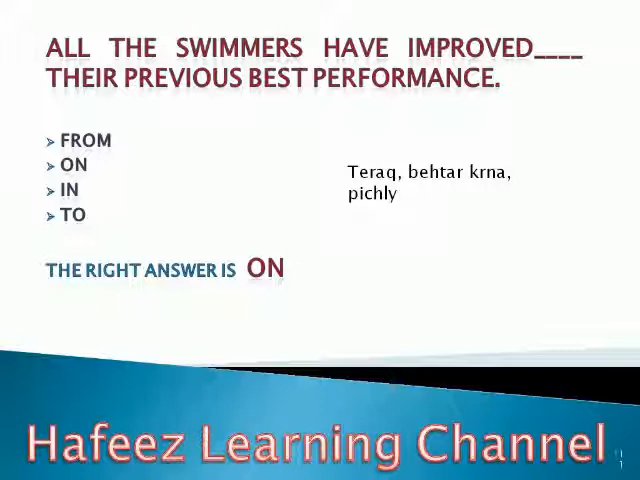 ALL THE SWIMMERS HAVE IMPROVED____
THEIR PREVIOUS BEST PERFORMANCE.
FROM
ON
IN
TO
Teraq, behtar krna,
pichly
THE RIGHT ANSWER IS ON
Hafeez Learning Channel